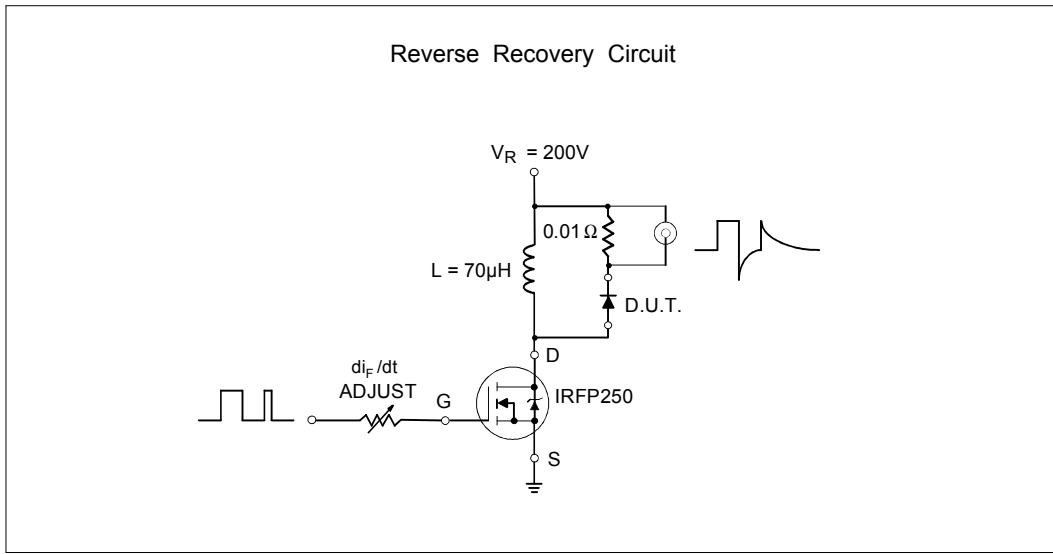 Reverse Recovery Circuit
V_R = 200V
0.01 Ω
L = 70µH
D.U.T.
di_F/dt
ADJUST
D
G
IRFP250
S